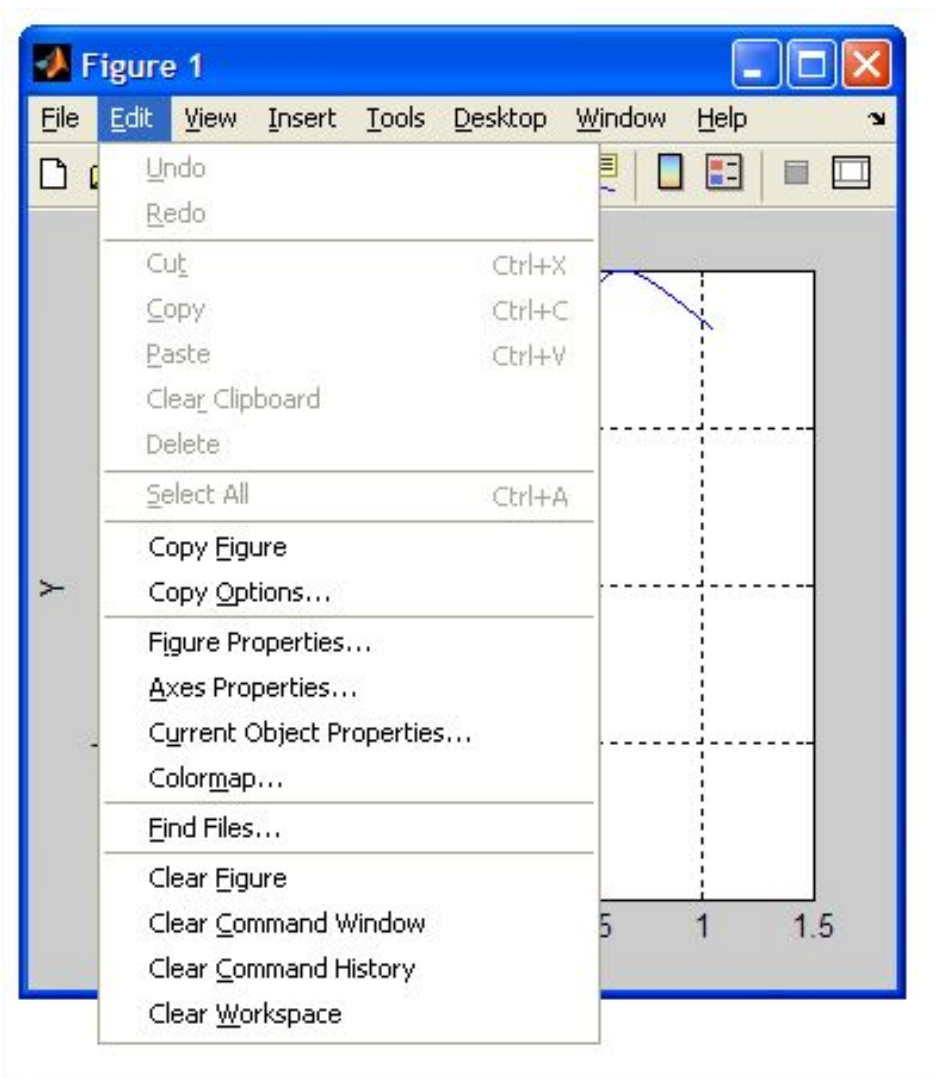 Figure 1
File Edit View Insert Tools Desktop Window Help
Undo
Redo
Cut Ctrl+X
Copy Ctrl+C
Paste Ctrl+V
Clear Clipboard
Delete
Select All Ctrl+A
Copy Figure
Copy Options...
Y
Figure Properties...
Axes Properties...
Current Object Properties...
Colormap...
Find Files...
Clear Figure
Clear Command Window
5 1 1.5
Clear Command History
Clear Workspace